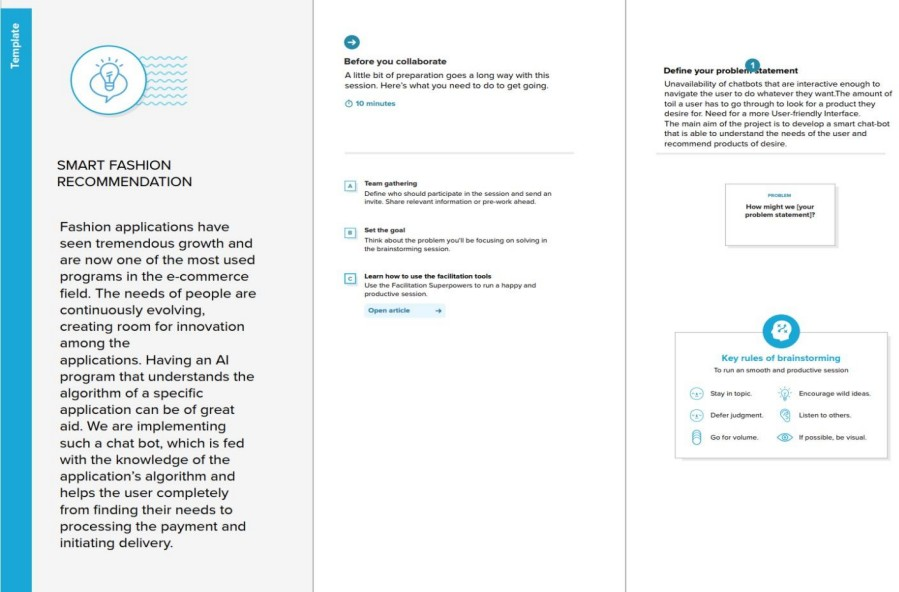 Template
SMART FASHION
RECOMMENDATION
Fashion applications have
seen tremendous growth and
are now one of the most used
programs in the e-commerce
field. The needs of people are
continuously evolving,
creating room for innovation
among the
applications. Having an AI
program that understands the
algorithm of a specific
application can be of great
aid. We are implementing
such a chat bot, which is fed
with the knowledge of the
application's algorithm and
helps the user completely
from finding their needs to
processing the payment and
initiating delivery.
Before you collaborate
A little bit of preparation goes a long way with this
session. Here's what you need to do to get going.
10 minutes
A
Team gathering
Define who should participate in the session and send an
invite. Share relevant information or pre-work ahead.
B
Set the goal
Think about the problem you'll be focusing on solving in
the brainstorming session.
C
Learn how to use the facilitation tools
Use the Facilitation Superpowers to run a happy and
productive session.
Open article
1
Define your problem statement
Unavailability of chatbots that are interactive enough to
navigate the user to do whatever they want.The amount of
toil a user has to go through to look for a product they
desire for. Need for a more User-friendly Interface.
The main aim of the project is to develop a smart chat-bot
that is able to understand the needs of the user and
recommend products of desire.
PROBLEM
How might we [your
problem statement]?
Key rules of brainstorming
To run an smooth and productive session
Stay in topic.
Encourage wild ideas.
Defer judgment.
Listen to others.
Go for volume.
If possible, be visual.